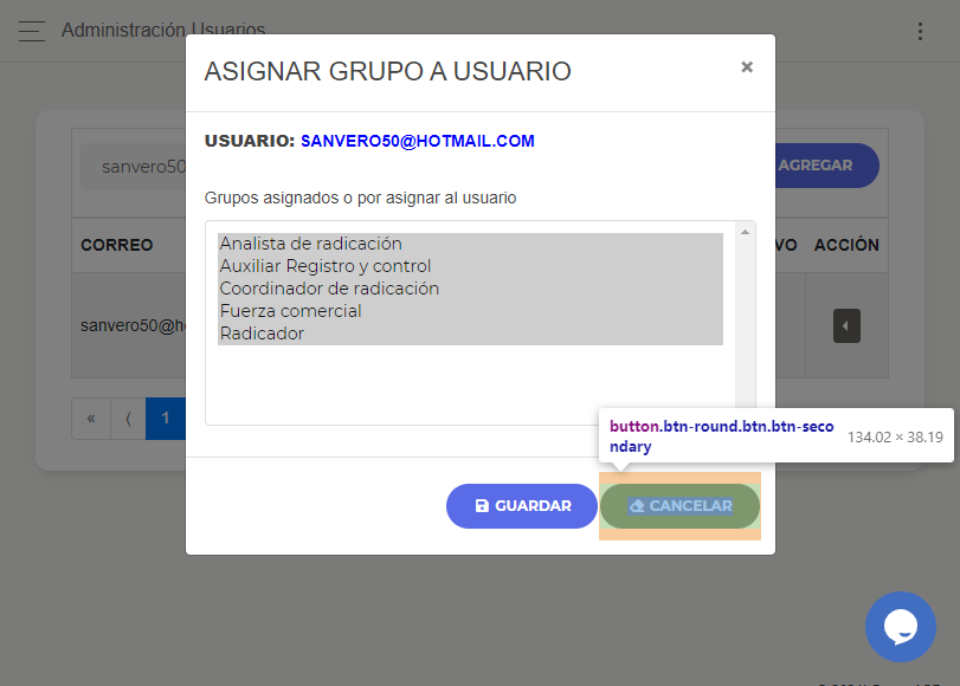 Administración Usuarios
ASIGNAR GRUPO A USUARIO
×
USUARIO: SANVERO50@HOTMAIL.COM
sanvero50
AGREGAR
Grupos asignados o por asignar al usuario
CORREO
VO ACCIÓN
Analista de radicación
Auxiliar Registro y control
Coordinador de radicación
Fuerza comercial
Radicador
sanvero50@h
« ⟨ 1
button.btn-round.btn.btn-seco
ndary
134.02 × 38.19
GUARDAR
CANCELAR